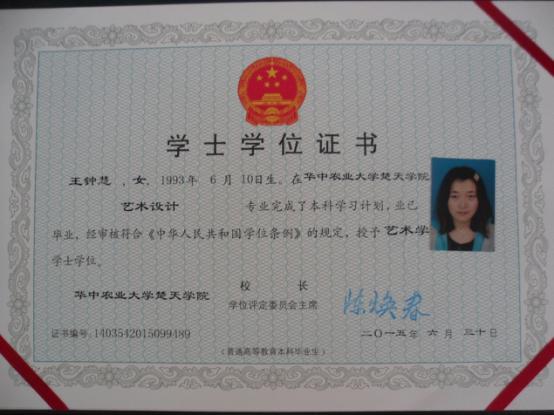 学士学位证书
王钟慧 ，女，1993年 6月 10日生。在华中农业大学楚天学院
艺术设计 专业完成了本科学习计划，业已
毕业，经审核符合《中华人民共和国学位条例》的规定，授予艺术学
学士学位。
华中农业大学楚天学院 校 长
学位评定委员会主席 陈焕春
证书编号：1403542015099489 二〇一五年 六月 三十日
（普通高等教育本科毕业生）